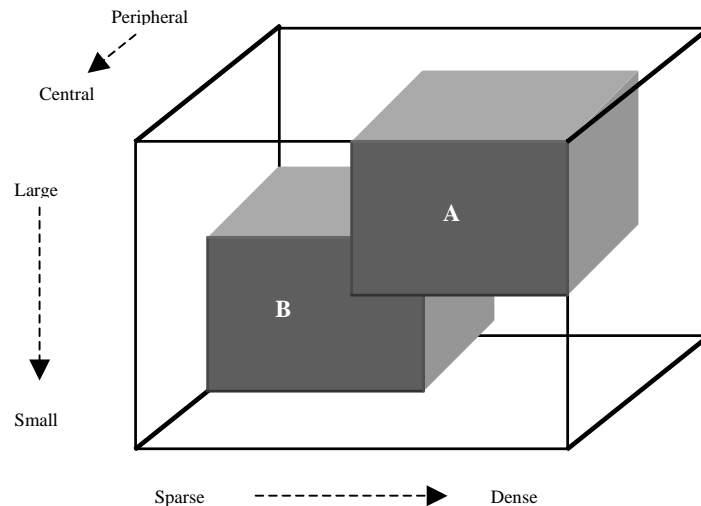 Peripheral
Central
Large
A
B
Small
Sparse Dense